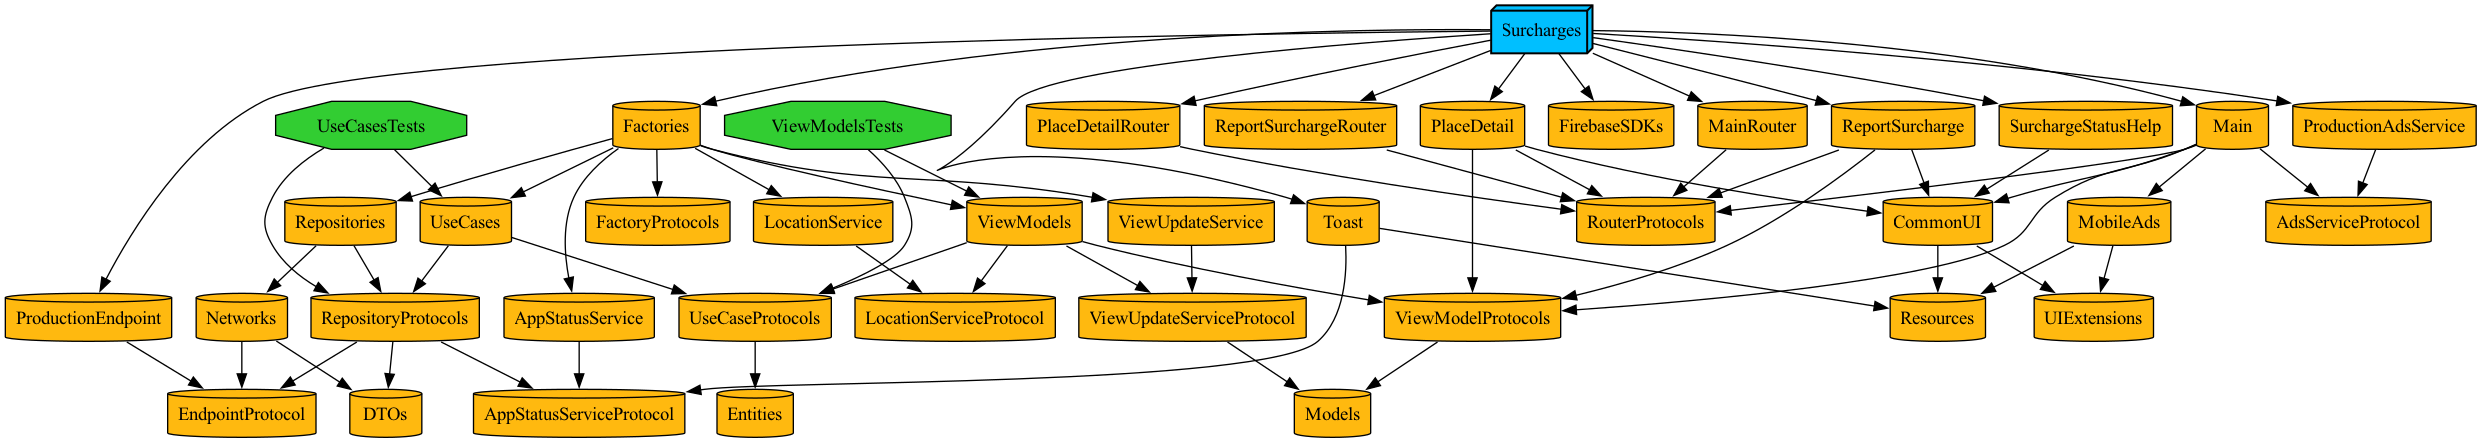 Surcharges
UseCasesTests
Factories
ViewModelsTests
PlaceDetailRouter
ReportSurchargeRouter
PlaceDetail
FirebaseSDKs
MainRouter
ReportSurcharge
SurchargeStatusHelp
Main
ProductionAdsService
Repositories
UseCases
FactoryProtocols
LocationService
ViewModels
ViewUpdateService
Toast
RouterProtocols
CommonUI
MobileAds
AdsServiceProtocol
ProductionEndpoint
Networks
RepositoryProtocols
AppStatusService
UseCaseProtocols
LocationServiceProtocol
ViewUpdateServiceProtocol
ViewModelProtocols
Resources
UIExtensions
EndpointProtocol
DTOs
AppStatusServiceProtocol
Entities
Models